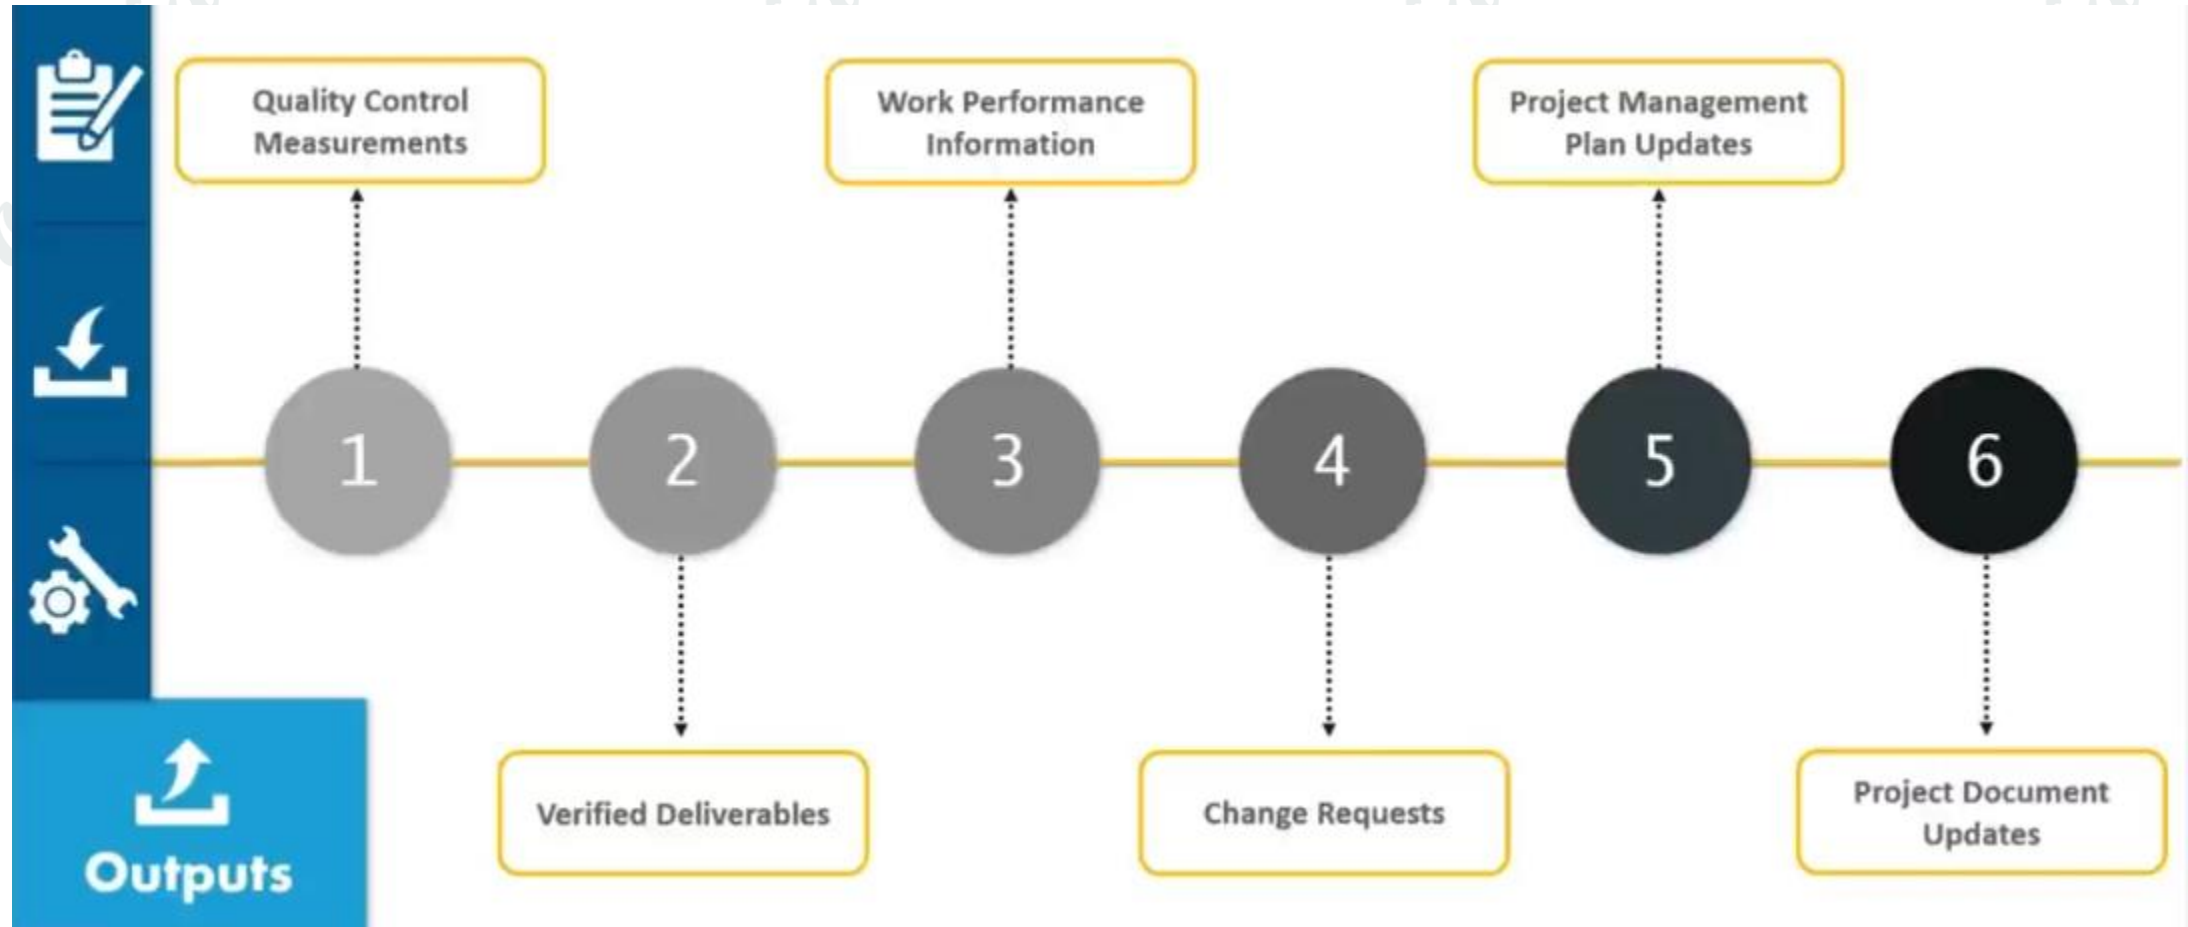 Quality Control
Measurements
Work Performance
Information
Project Management
Plan Updates
1
2
3
4
5
6
Verified Deliverables
Change Requests
Project Document
Updates
Outputs